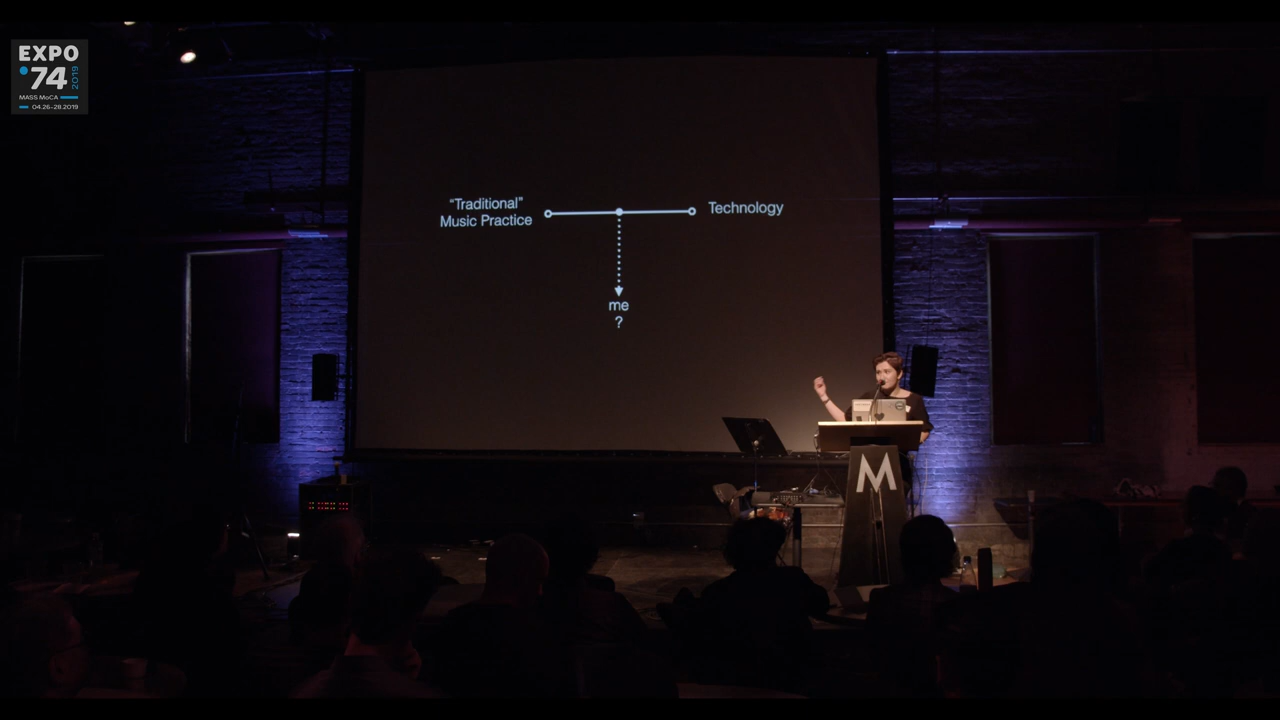 EXPO
'74
2019
MASS MoCA
04.26-28.2019
"Traditional"
Music Practice
Technology
me
?
M